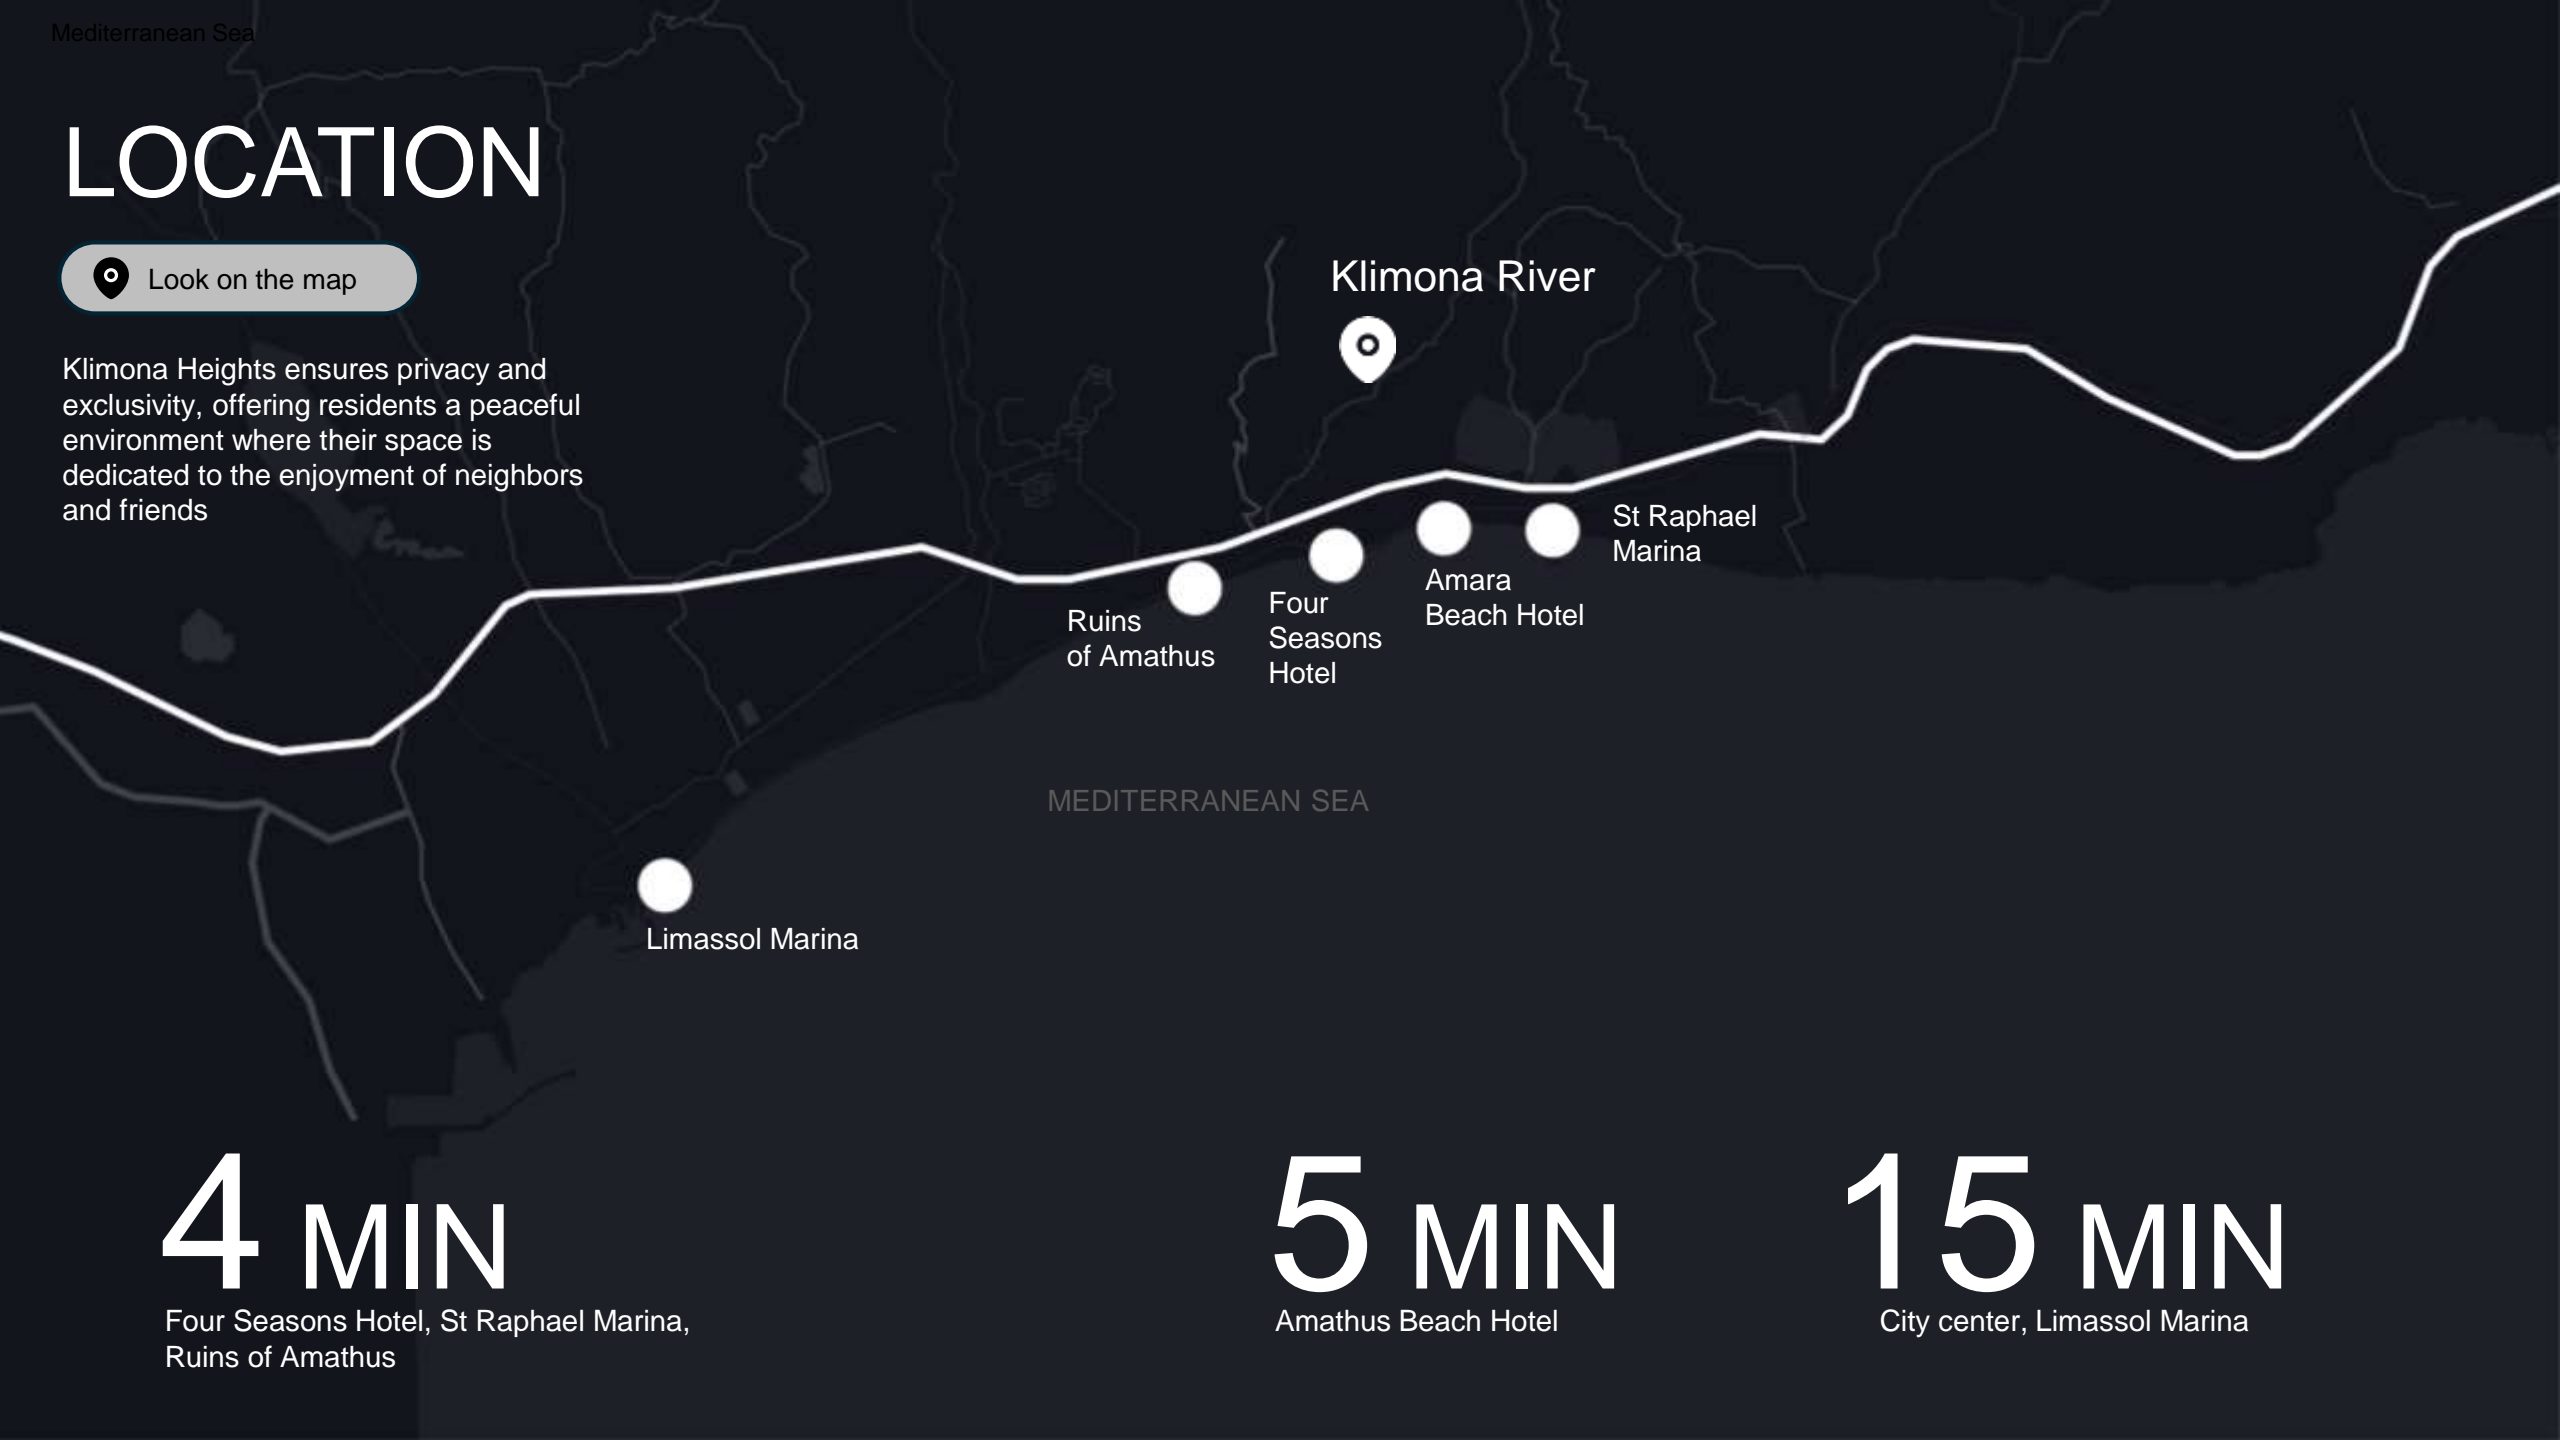 Mediterranean Sea
LOCATION
Look on the map
Klimona Heights ensures privacy and
exclusivity, offering residents a peaceful
environment where their space is
dedicated to the enjoyment of neighbors
and friends
Klimona River
St Raphael
Marina
Amara
Beach Hotel
Four
Seasons
Hotel
Ruins
of Amathus
MEDITERRANEAN SEA
Limassol Marina
4 MIN
Four Seasons Hotel, St Raphael Marina,
Ruins of Amathus
5 MIN
Amathus Beach Hotel
15 MIN
City center, Limassol Marina